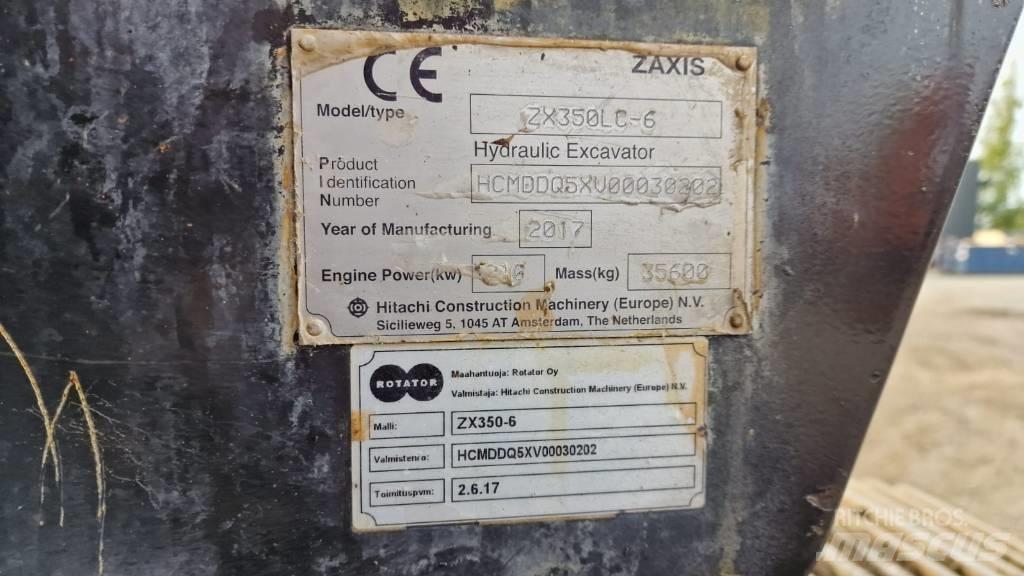 CE ZAXIS
Model/type ZX350LC-6
Hydraulic Excavator
Product
Identification HCMDDQ5XV00030202
Number
Year of Manufacturing 2017
Engine Power(kw) Mass(kg) 35600
Hitachi Construction Machinery (Europe) N.V.
Sicilieweg 5, 1045 AT Amsterdam, The Netherlands
ROTATOR
Maahantuoja: Rotator Oy
Valmistaja: Hitachi Construction Machinery (Europe) N.V.
Malli: ZX350-6
Valmistenro: HCMDDQ5XV00030202
Toimituspvm: 2.6.17
RITCHIE BROS.
MASCUS